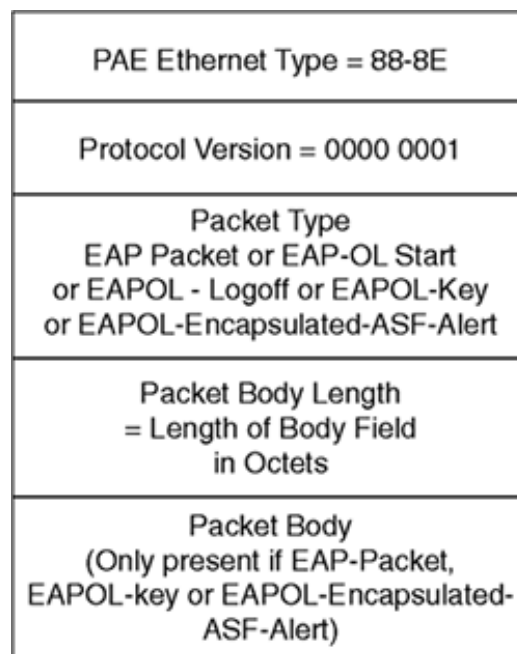 PAE Ethernet Type = 88-8E
Protocol Version = 0000 0001
Packet Type
EAP Packet or EAP-OL Start
or EAPOL - Logoff or EAPOL-Key
or EAPOL-Encapsulated-ASF-Alert
Packet Body Length
= Length of Body Field
in Octets
Packet Body
(Only present if EAP-Packet,
EAPOL-key or EAPOL-Encapsulated-
ASF-Alert)